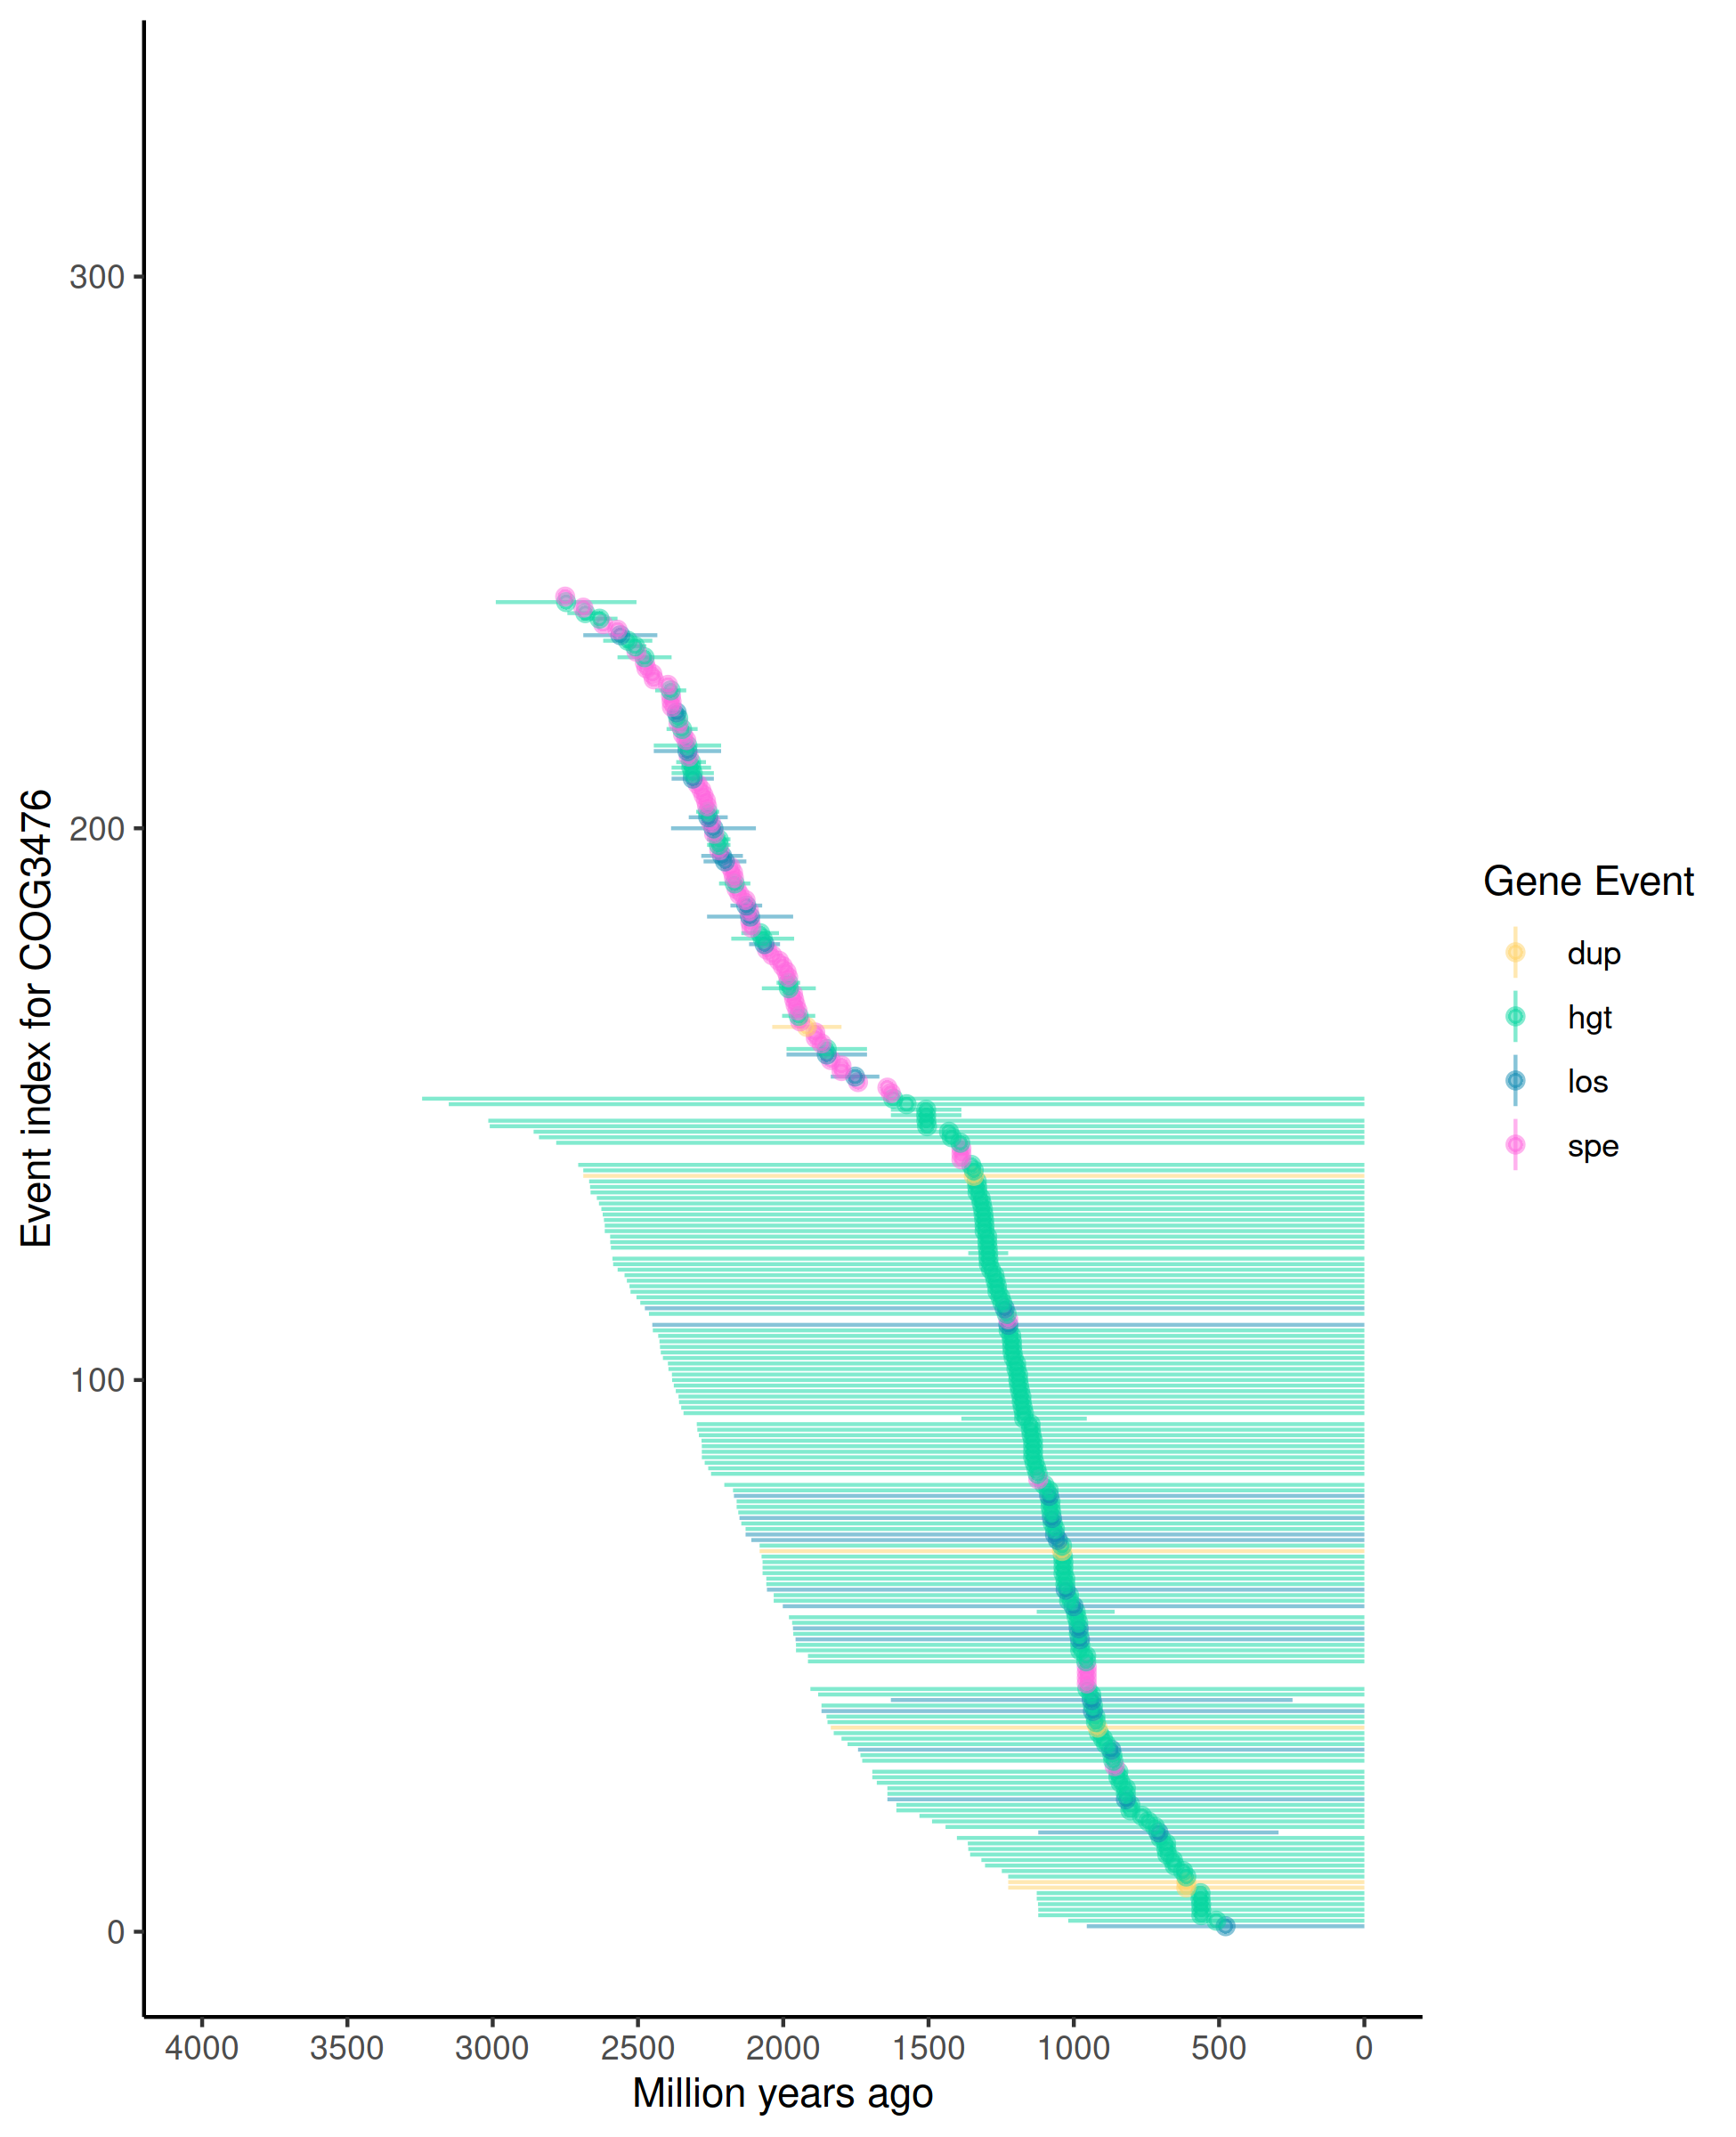 Event index for COG3476
300
200
100
0
4000 3500 3000 2500 2000 1500 1000 500 0
Million years ago
Gene Event
dup
hgt
los
spe